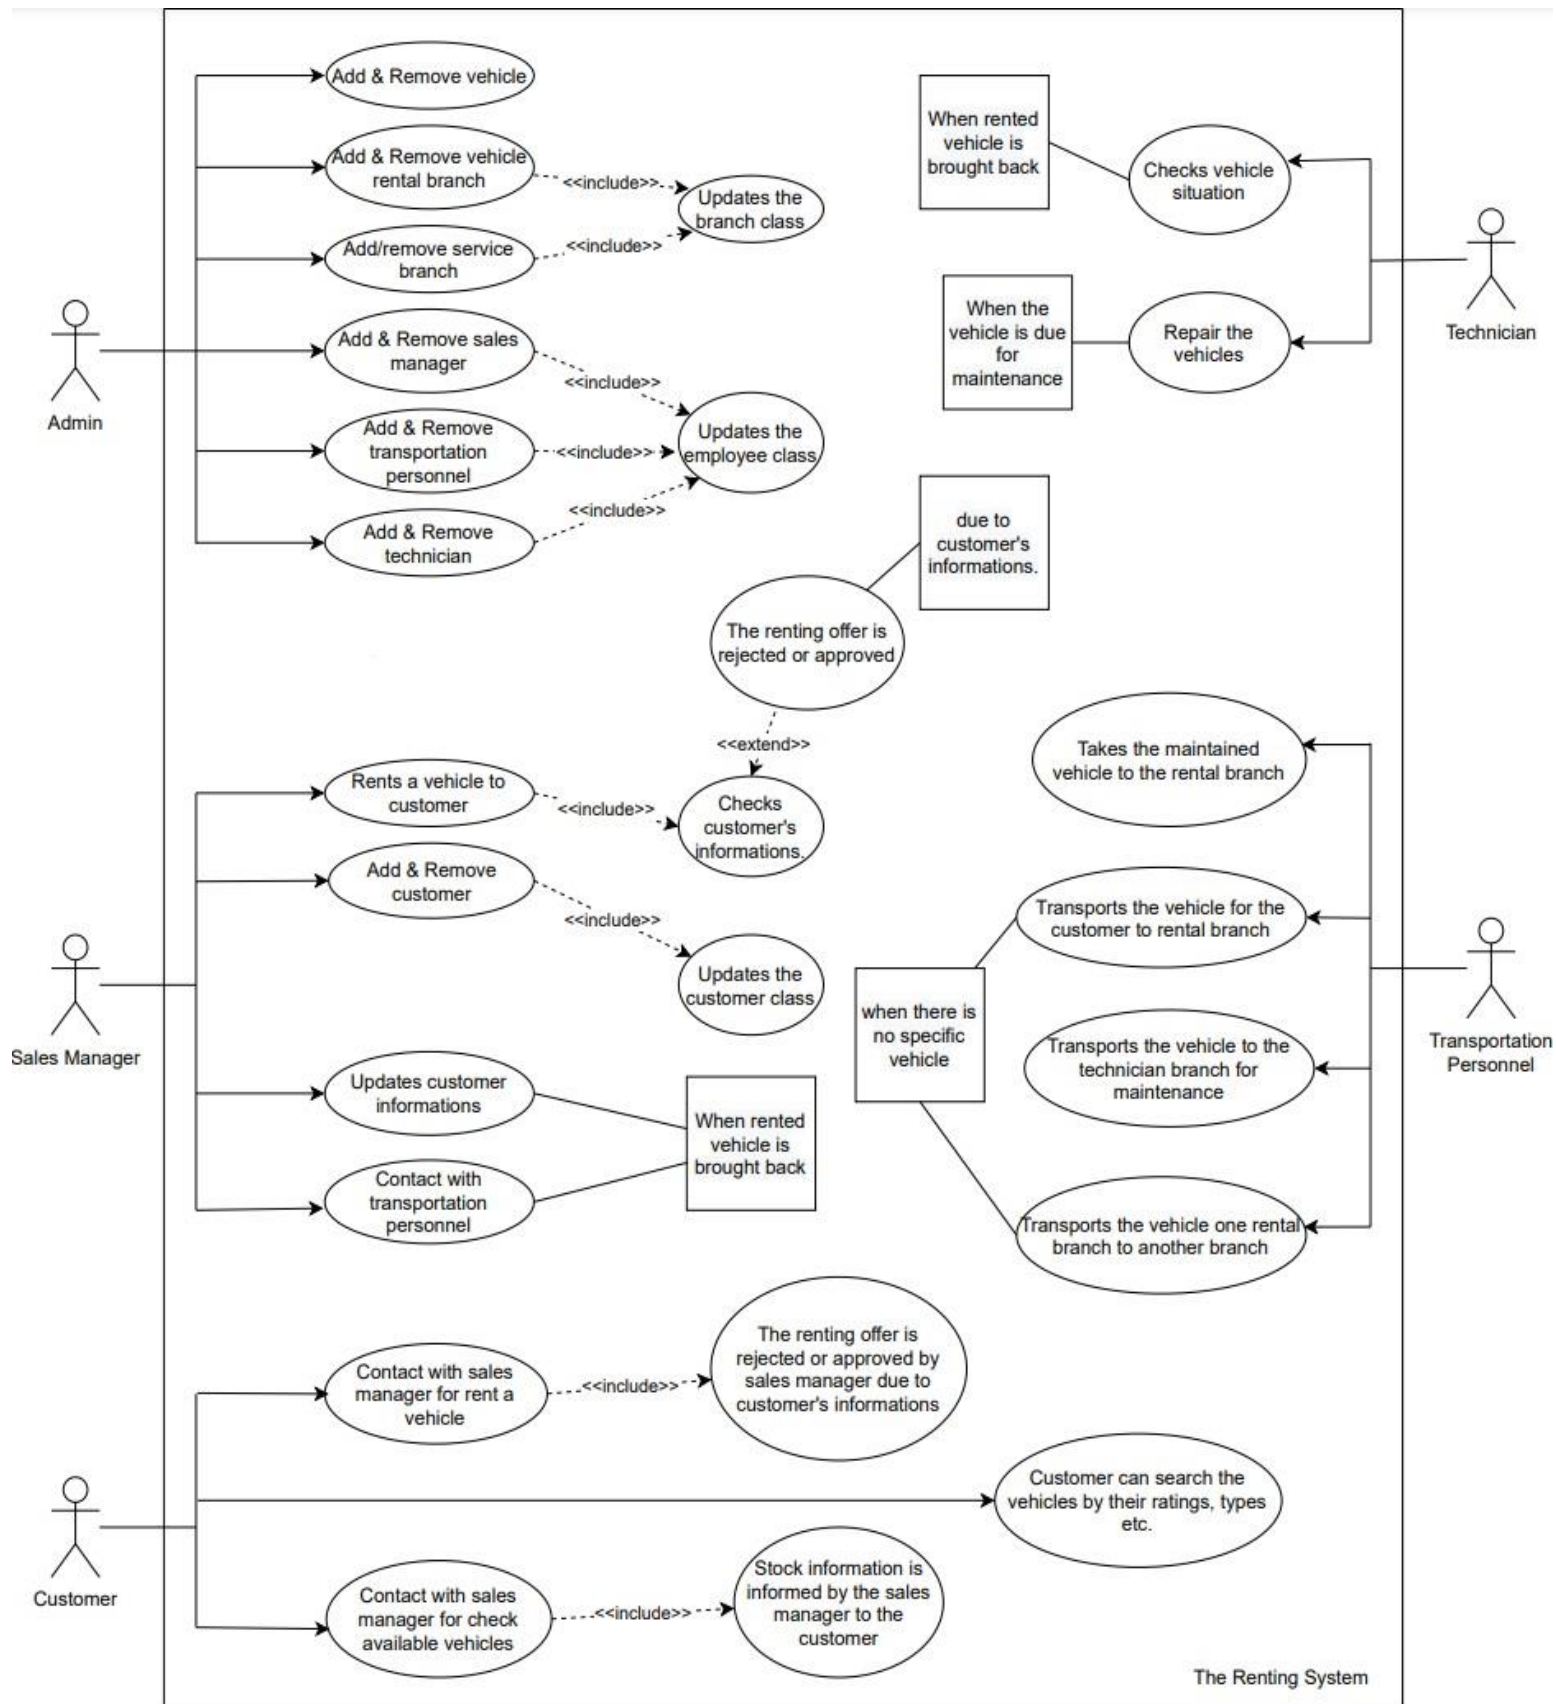 Add & Remove vehicle
Add & Remove vehicle
rental branch
<<include>>
Updates the
branch class
Add/remove service
branch
<<include>>
Add & Remove sales
manager
<<include>>
Admin
Add & Remove
transportation
personnel
<<include>>
Updates the
employee class
Add & Remove
technician
<<include>>
When rented
vehicle is
brought back
Checks vehicle
situation
When the
vehicle is due
for
maintenance
Repair the
vehicles
Technician
due to
customer's
informations.
The renting offer is
rejected or approved
<<extend>>
Rents a vehicle to
customer
<<include>>
Checks
customer's
informations.
Add & Remove
customer
<<include>>
Updates the
customer class
Sales Manager
Updates customer
informations
When rented
vehicle is
brought back
Contact with
transportation
personnel
Takes the maintained
vehicle to the rental branch
Transports the vehicle for the
customer to rental branch
when there is
no specific
vehicle
Transports the vehicle to the
technician branch for
maintenance
Transportation
Personnel
Transports the vehicle one rental
branch to another branch
Contact with sales
manager for rent a
vehicle
<<include>>
The renting offer is
rejected or approved by
sales manager due to
customer's informations
Customer can search the
vehicles by their ratings, types
etc.
Customer
Contact with sales
manager for check
available vehicles
<<include>>
Stock information is
informed by the sales
manager to the
customer
The Renting System